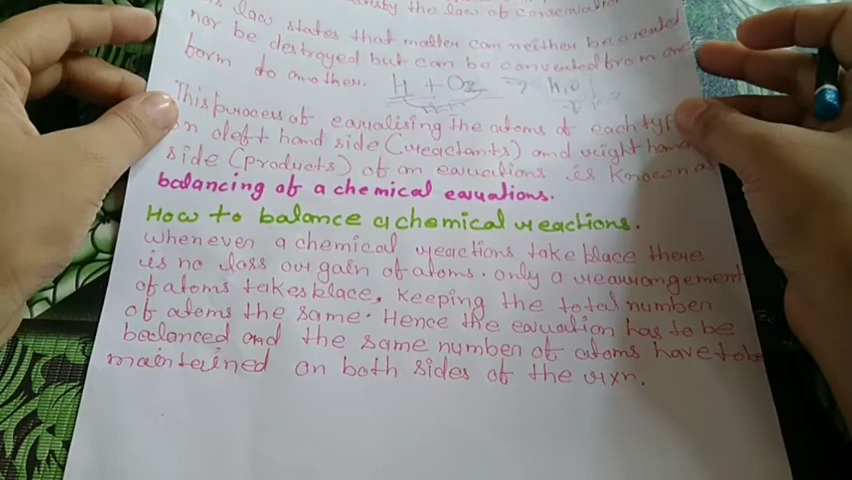 law states that matter can neither be created
nor be destroyed but can be converted from one
form to another. H + O2 → H2O
This process of equalising the atoms of each type
on left hand side (reactants) and right hand
side (products) of an equations is known as
balancing of a chemical equations.
How to balance a chemical reactions.
whenever a chemical reactions take place there
is no loss or gain of atoms. only a rearrangement
of atoms takes place, keeping the total number
of atoms the same. Hence the equation has to be
balanced and the same number of atoms have to be
maintained on both sides of the rxn.